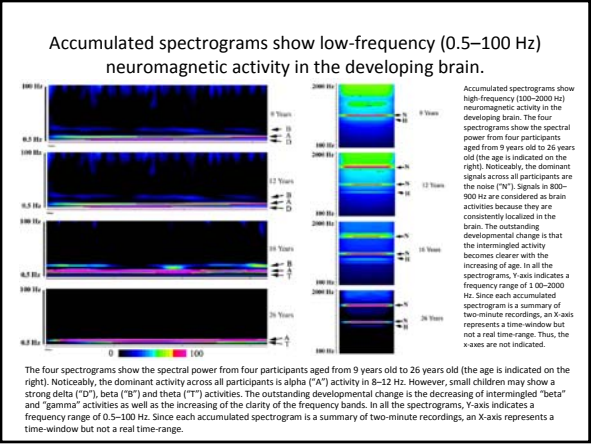 Accumulated spectrograms show low-frequency (0.5–100 Hz)
neuromagnetic activity in the developing brain.
100 Hz
9 Years
B
A
D
0.5 Hz
100 Hz
12 Years
B
A
D
0.5 Hz
100 Hz
16 Years
B
A
T
0.5 Hz
100 Hz
26 Years
A
T
0.5 Hz
0
100
2000 Hz
N
H
9 Years
2000 Hz
N
N
H
12 Years
100 Hz
2000 Hz
N
N
H
16 Years
100 Hz
2000 Hz
N
N
H
26 Years
100 Hz
Accumulated spectrograms show
high-frequency (100–2000 Hz)
neuromagnetic activity in the
developing brain. The four
spectrograms show the spectral
power from four participants
aged from 9 years old to 26 years
old (the age is indicated on the
right). Noticeably, the dominant
signals across all participants are
the noise ("N"). Signals in 800–
900 Hz are considered as brain
activities because they are
consistently localized in the
brain. The outstanding
developmental change is that
the intermingled activity
becomes clearer with the
increasing of age. In all the
spectrograms, Y-axis indicates a
frequency range of 1 00–2000
Hz. Since each accumulated
spectrogram is a summary of
two-minute recordings, an X-axis
represents a time-window but
not a real time-range. Thus, the
x-axes are not indicated.
The four spectrograms show the spectral power from four participants aged from 9 years old to 26 years old (the age is indicated on the
right). Noticeably, the dominant activity across all participants is alpha ("A") activity in 8–12 Hz. However, small children may show a
strong delta ("D"), beta ("B") and theta ("T") activities. The outstanding developmental change is the decreasing of intermingled "beta"
and "gamma" activities as well as the increasing of the clarity of the frequency bands. In all the spectrograms, Y-axis indicates a
frequency range of 0.5–100 Hz. Since each accumulated spectrogram is a summary of two-minute recordings, an X-axis represents a
time-window but not a real time-range.